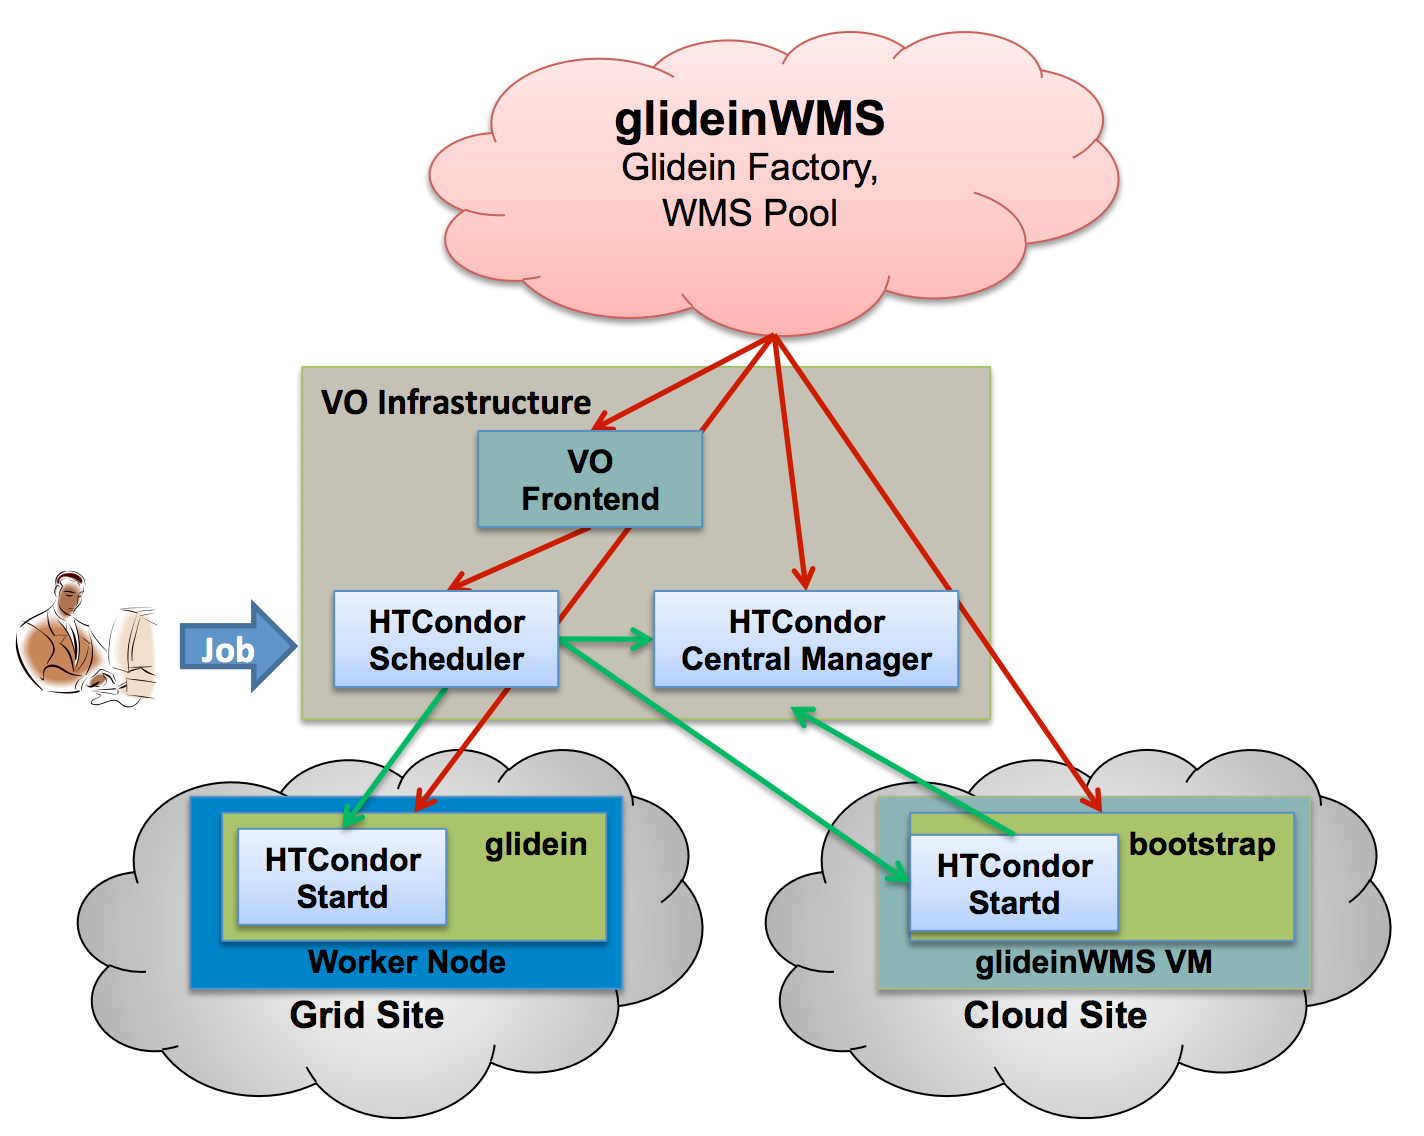 glideinWMS
Glidein Factory,
WMS Pool
VO Infrastructure
VO
Frontend
Job
HTCondor
Scheduler
HTCondor
Central Manager
HTCondor
Startd
glidein
Worker Node
Grid Site
HTCondor
Startd
bootstrap
glideinWMS VM
Cloud Site